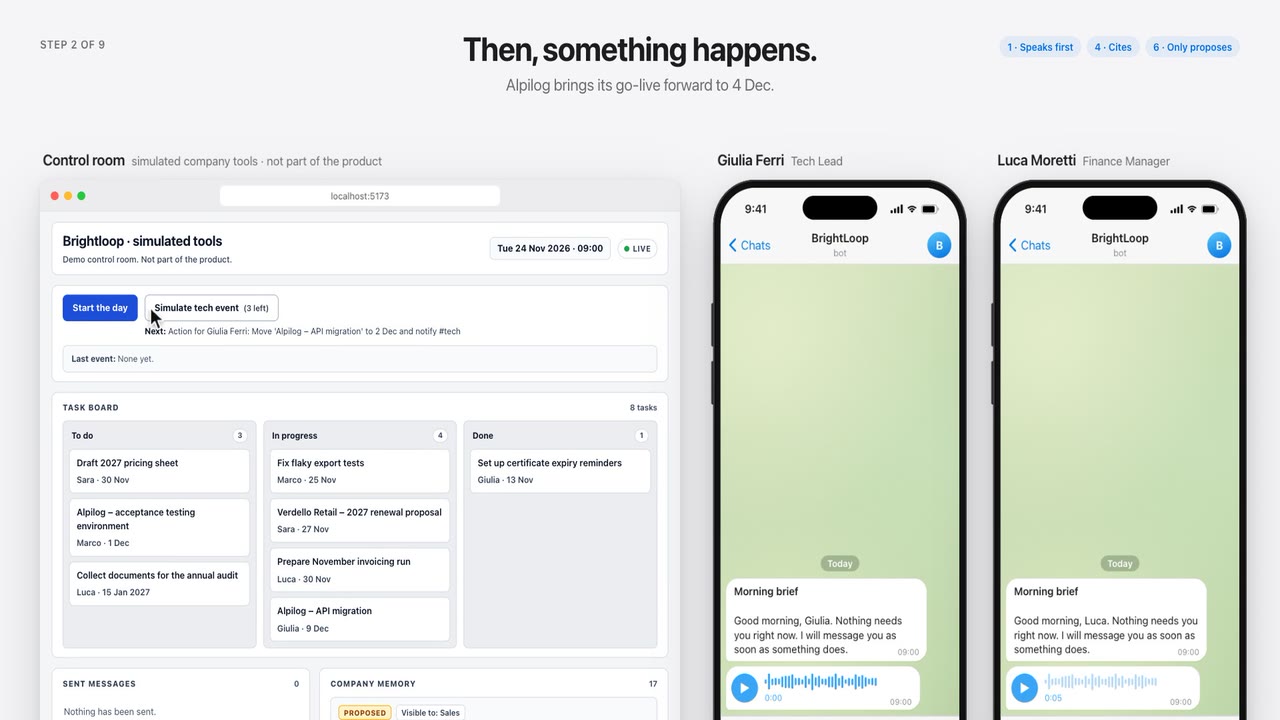 STEP 2 OF 9
Then, something happens.
Alpilog brings its go-live forward to 4 Dec.
1 · Speaks first
4 · Cites
6 · Only proposes
Control room simulated company tools · not part of the product
localhost:5173
Brightloop · simulated tools
Demo control room. Not part of the product.
Tue 24 Nov 2026 · 09:00
LIVE
Start the day
Simulate tech event (3 left)
Next: Action for Giulia Ferri: Move 'Alpilog – API migration' to 2 Dec and notify #tech
Last event: None yet.
TASK BOARD
8 tasks
To do
3
Draft 2027 pricing sheet
Sara · 30 Nov
Alpilog – acceptance testing
environment
Marco · 1 Dec
Collect documents for the annual audit
Luca · 15 Jan 2027
In progress
4
Fix flaky export tests
Marco · 25 Nov
Verdello Retail – 2027 renewal proposal
Sara · 27 Nov
Prepare November invoicing run
Luca · 30 Nov
Alpilog – API migration
Giulia · 9 Dec
Done
1
Set up certificate expiry reminders
Giulia · 13 Nov
SENT MESSAGES
0
Nothing has been sent.
COMPANY MEMORY
17
PROPOSED
Visible to: Sales
Giulia Ferri Tech Lead
9:41
Chats
BrightLoop
bot
B
Today
Morning brief
Good morning, Giulia. Nothing needs
you right now. I will message you as
soon as something does.
09:00
0:00
09:00
Luca Moretti Finance Manager
9:41
Chats
BrightLoop
bot
B
Today
Morning brief
Good morning, Luca. Nothing needs you
right now. I will message you as soon as
something does.
09:00
0:05
09:00